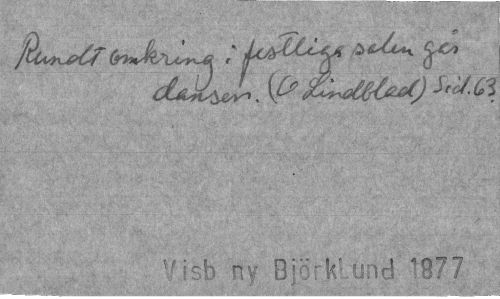 Rundt omkring i festliga salen går
dansen. (O Lindblad) Sid. 63.
Visb ny Björklund 1877